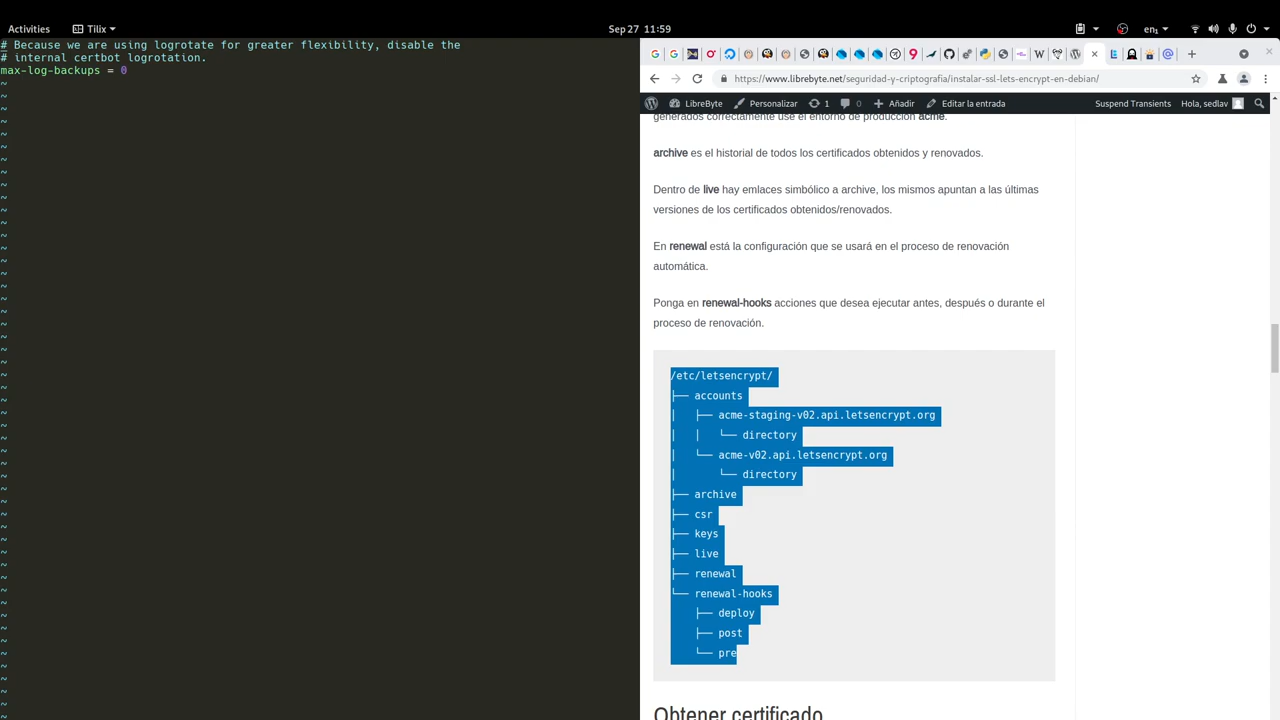 Activities
Tilix
Sep 27 11:59
en₁
# Because we are using logrotate for greater flexibility, disable the
# internal certbot logrotation.
max-log-backups = 0
https://www.librebyte.net/seguridad-y-criptografia/instalar-ssl-lets-encrypt-en-debian/
LibreByte
Personalizar
1
0
Añadir
Editar la entrada
Suspend Transients
Hola, sedlav
generados correctamente use el entorno de producción acme.
archive es el historial de todos los certificados obtenidos y renovados.
Dentro de live hay emlaces simbólico a archive, los mismos apuntan a las últimas
versiones de los certificados obtenidos/renovados.
En renewal está la configuración que se usará en el proceso de renovación
automática.
Ponga en renewal-hooks acciones que desea ejecutar antes, después o durante el
proceso de renovación.
/etc/letsencrypt/
├── accounts
│   ├── acme-staging-v02.api.letsencrypt.org
│   │   └── directory
│   └── acme-v02.api.letsencrypt.org
│       └── directory
├── archive
├── csr
├── keys
├── live
├── renewal
└── renewal-hooks
    ├── deploy
    ├── post
    └── pre
Obtener certificado